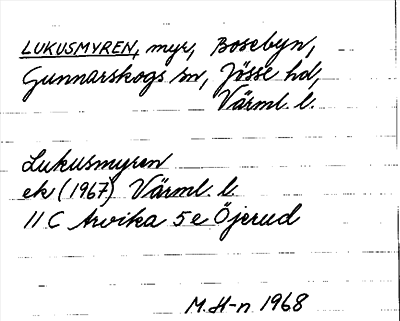 LUKUSMYREN, myr, Bosebyn,
Gunnarskogs sn, Jösse hd,
Värml. l.
Lukusmyren
ek (1967) Värml. l.
11 C Arvika 5 e Öjerud
M. H-n 1968